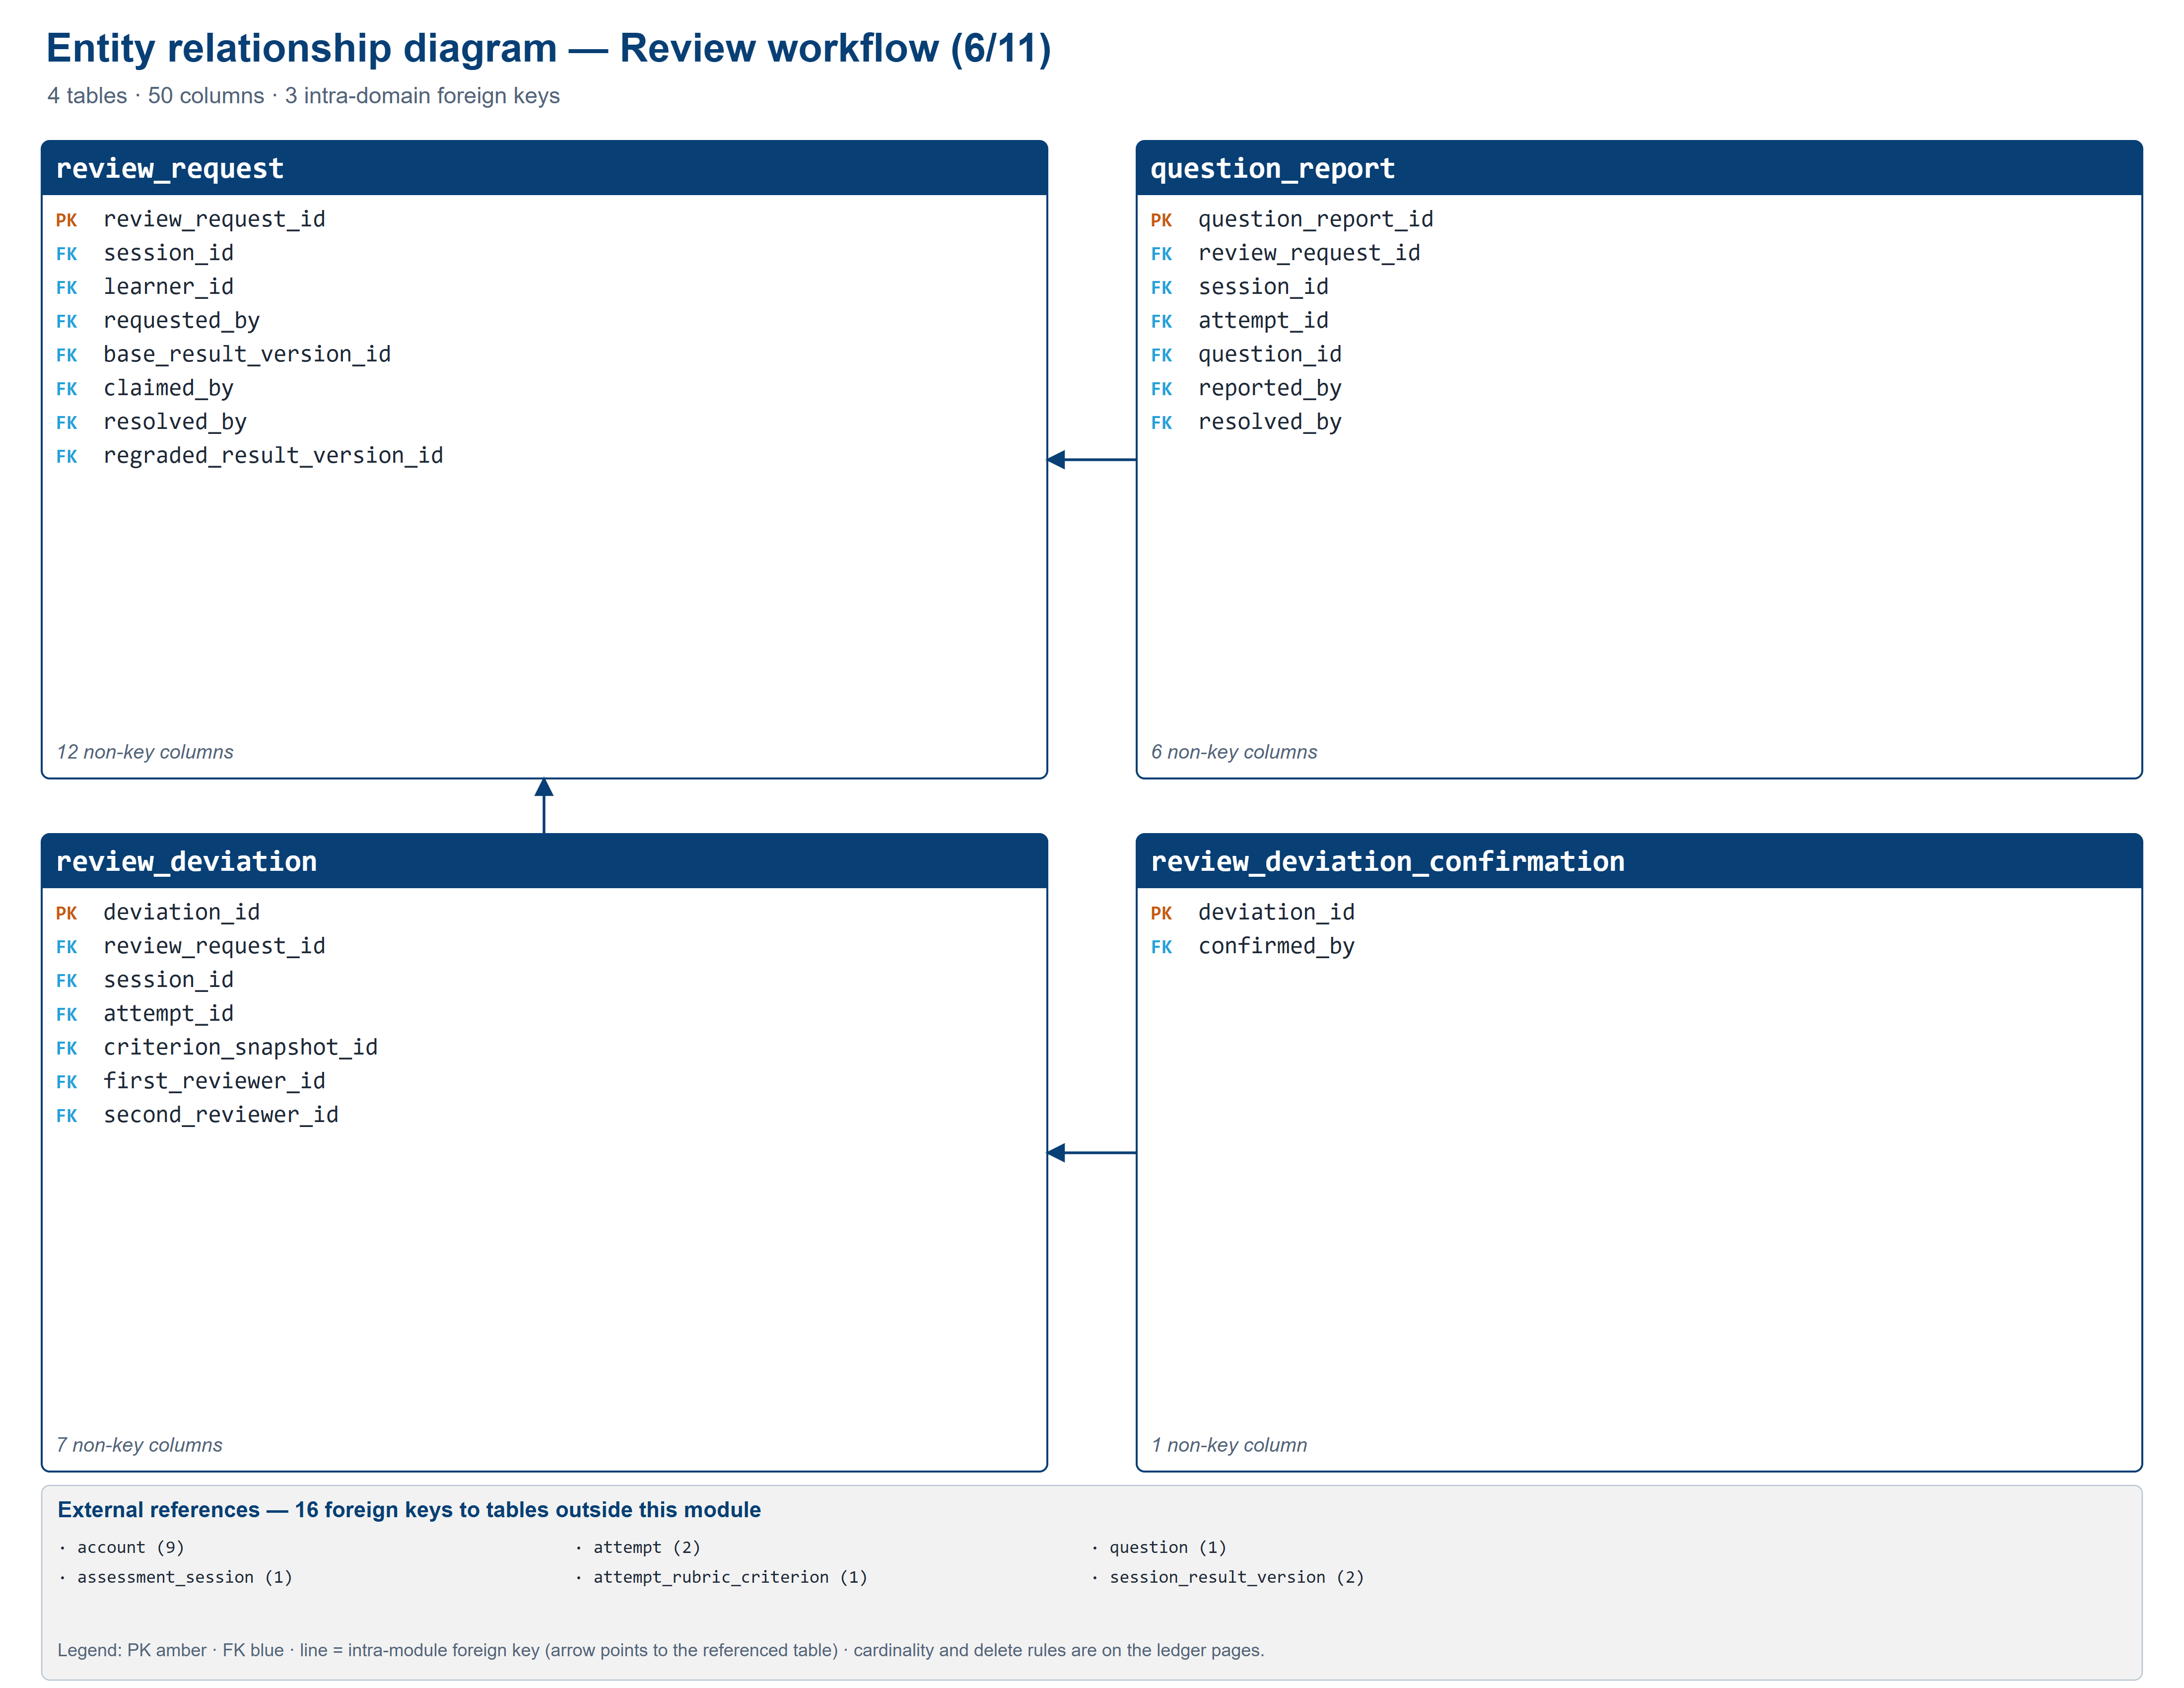 Entity relationship diagram — Review workflow (6/11)
4 tables · 50 columns · 3 intra-domain foreign keys
review_request
PK review_request_id
FK session_id
FK learner_id
FK requested_by
FK base_result_version_id
FK claimed_by
FK resolved_by
FK regraded_result_version_id
12 non-key columns
question_report
PK question_report_id
FK review_request_id
FK session_id
FK attempt_id
FK question_id
FK reported_by
FK resolved_by
6 non-key columns
review_deviation
PK deviation_id
FK review_request_id
FK session_id
FK attempt_id
FK criterion_snapshot_id
FK first_reviewer_id
FK second_reviewer_id
7 non-key columns
review_deviation_confirmation
PK deviation_id
FK confirmed_by
1 non-key column
External references — 16 foreign keys to tables outside this module
· account (9)
· attempt (2)
· question (1)
· assessment_session (1)
· attempt_rubric_criterion (1)
· session_result_version (2)
Legend: PK amber · FK blue · line = intra-module foreign key (arrow points to the referenced table) · cardinality and delete rules are on the ledger pages.